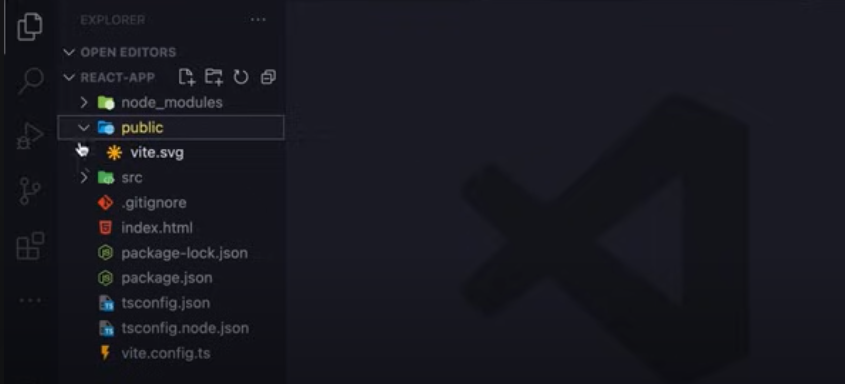 EXPLORER
OPEN EDITORS
REACT-APP
node_modules
public
vite.svg
src
.gitignore
index.html
package-lock.json
package.json
tsconfig.json
tsconfig.node.json
vite.config.ts